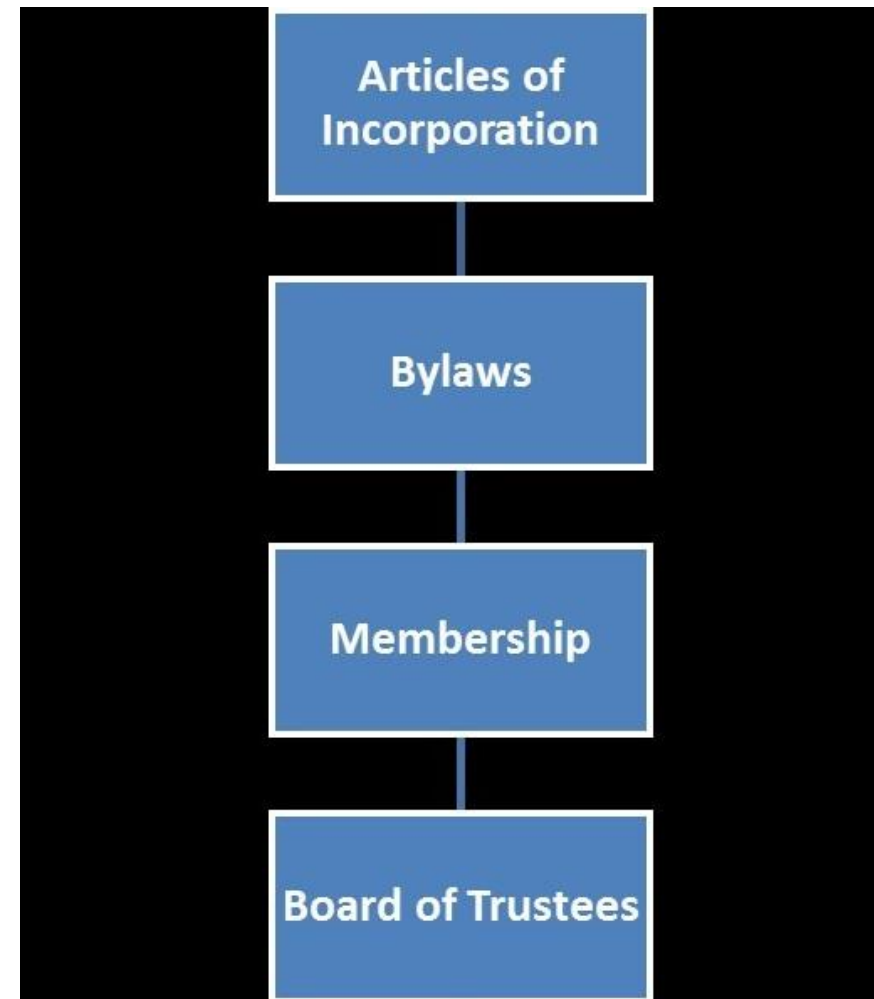 Articles of
Incorporation
Bylaws
Membership
Board of Trustees